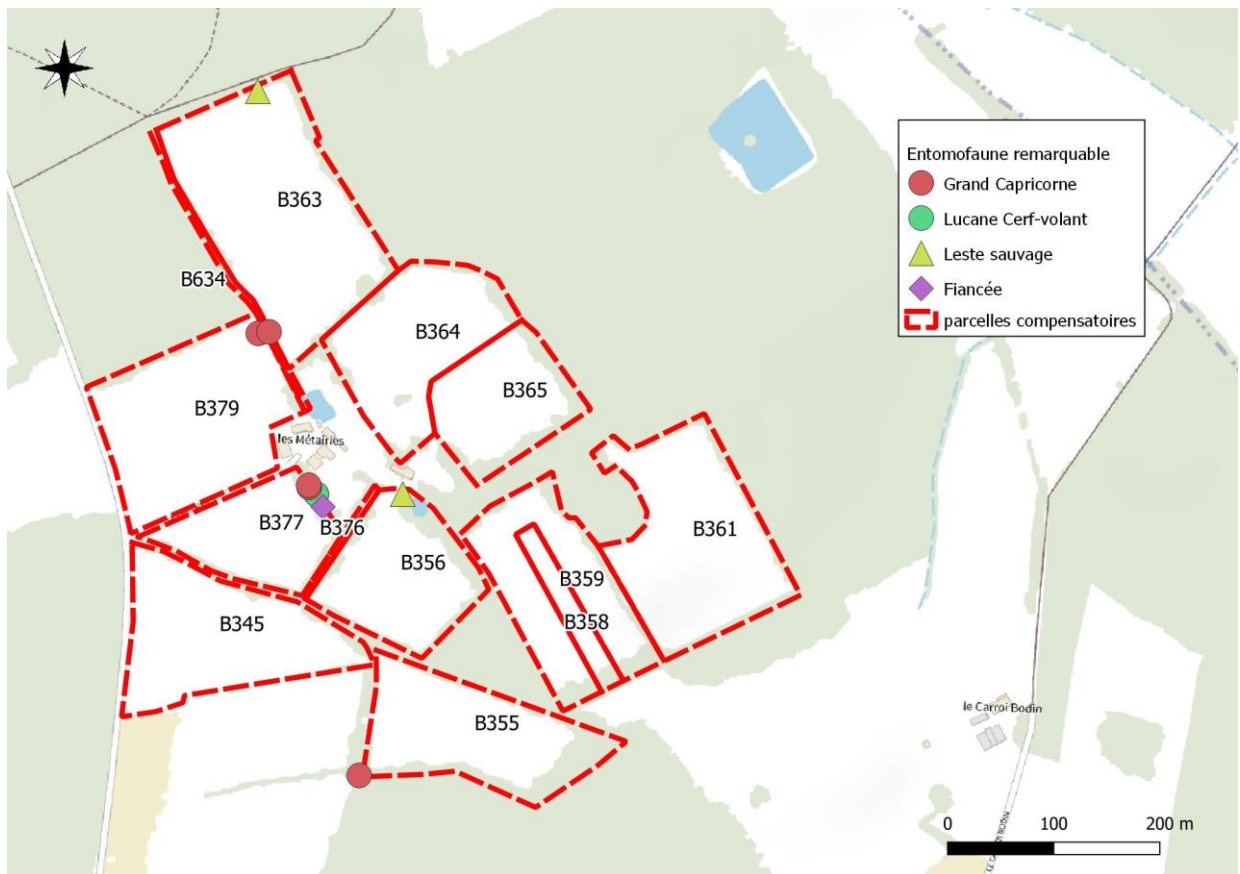 Entomofaune remarquable
Grand Capricorne
Lucane Cerf-volant
Leste sauvage
Fiancée
parcelles compensatoires
B363
B634
B364
B365
B379
les Métairies
B377
B376
B356
B361
B359
B358
B345
B355
le Carroi Bodin
0 100 200 m